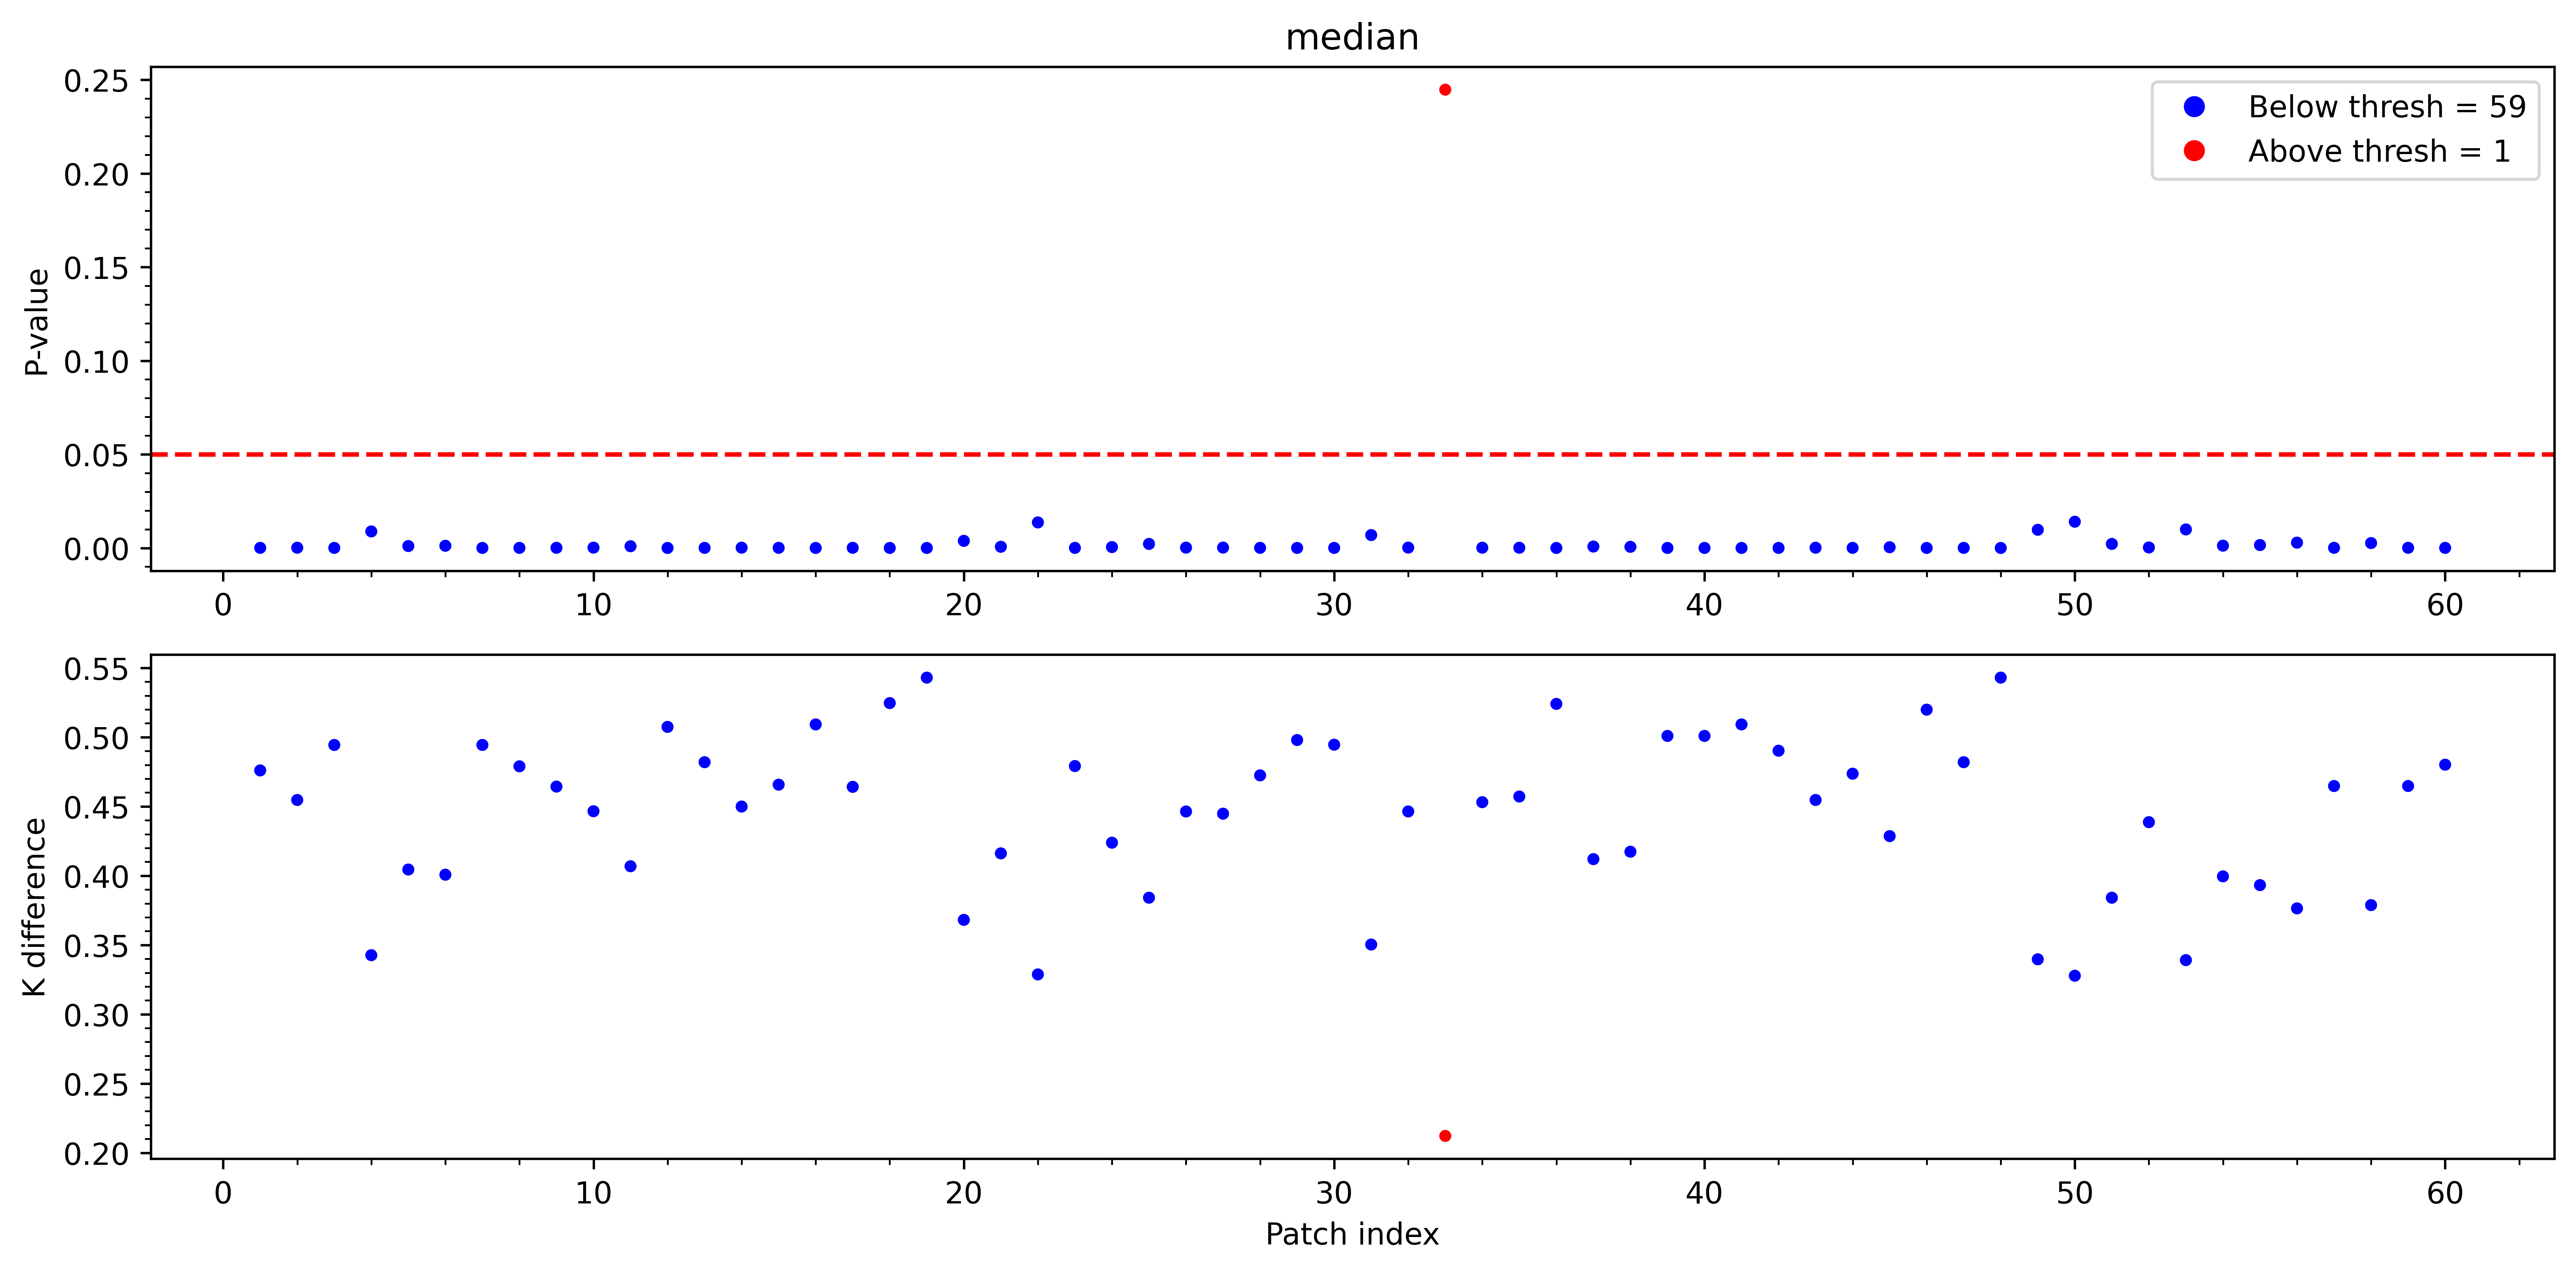 median
0.25
0.20
0.15
0.10
0.05
0.00
P-value
Below thresh = 59
Above thresh = 1
0 10 20 30 40 50 60
0.55
0.50
0.45
0.40
0.35
0.30
0.25
0.20
K difference
0 10 20 30 40 50 60
Patch index